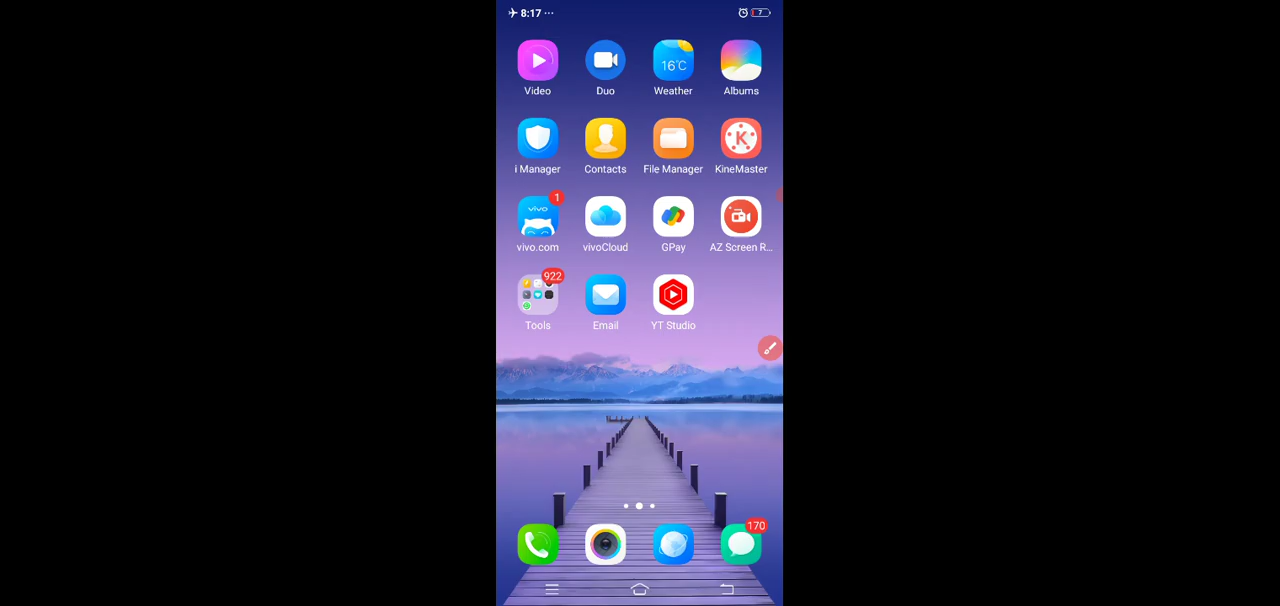 8:17 ...
7
16°C
Video Duo Weather Albums
i Manager Contacts File Manager KineMaster
K
1
vivo
vivo.com vivoCloud GPay AZ Screen R...
922
Tools Email YT Studio
170